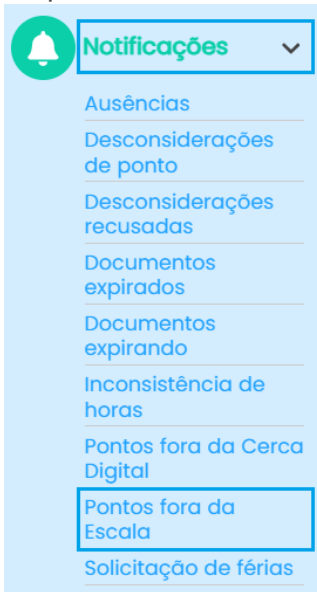 Notificações
Ausências
Desconsiderações
de ponto
Desconsiderações
recusadas
Documentos
expirados
Documentos
expirando
Inconsistência de
horas
Pontos fora da Cerca
Digital
Pontos fora da
Escala
Solicitação de férias